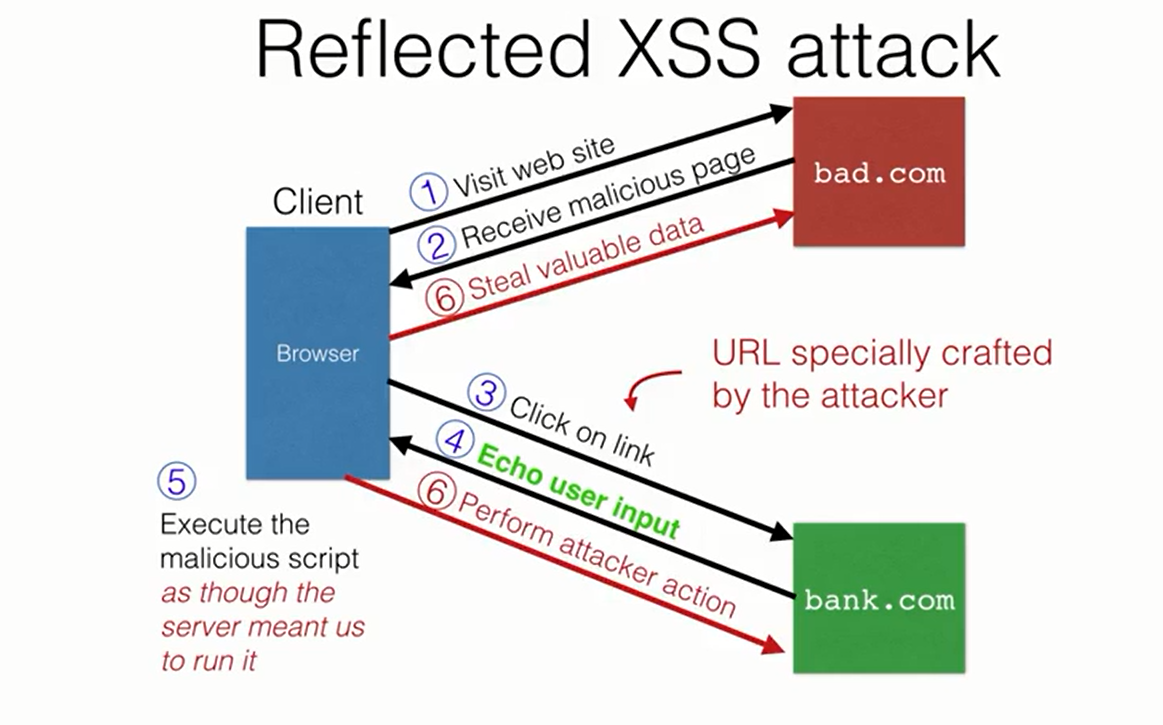 Reflected XSS attack
Client
Browser
bad.com
1 Visit web site
2 Receive malicious page
6 Steal valuable data
URL specially crafted
by the attacker
3 Click on link
4 Echo user input
6 Perform attacker action
bank.com
5
Execute the
malicious script
as though the
server meant us
to run it